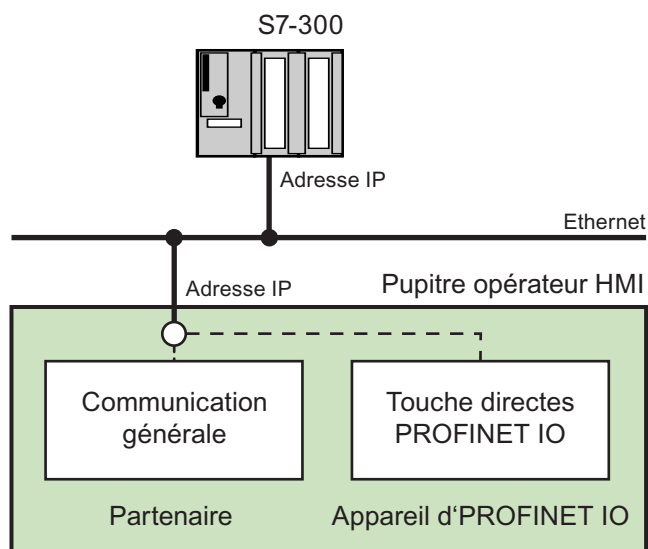 S7-300
Adresse IP
Ethernet
Adresse IP
Pupitre opérateur HMI
Communication
générale
Touche directes
PROFINET IO
Partenaire
Appareil d‘PROFINET IO